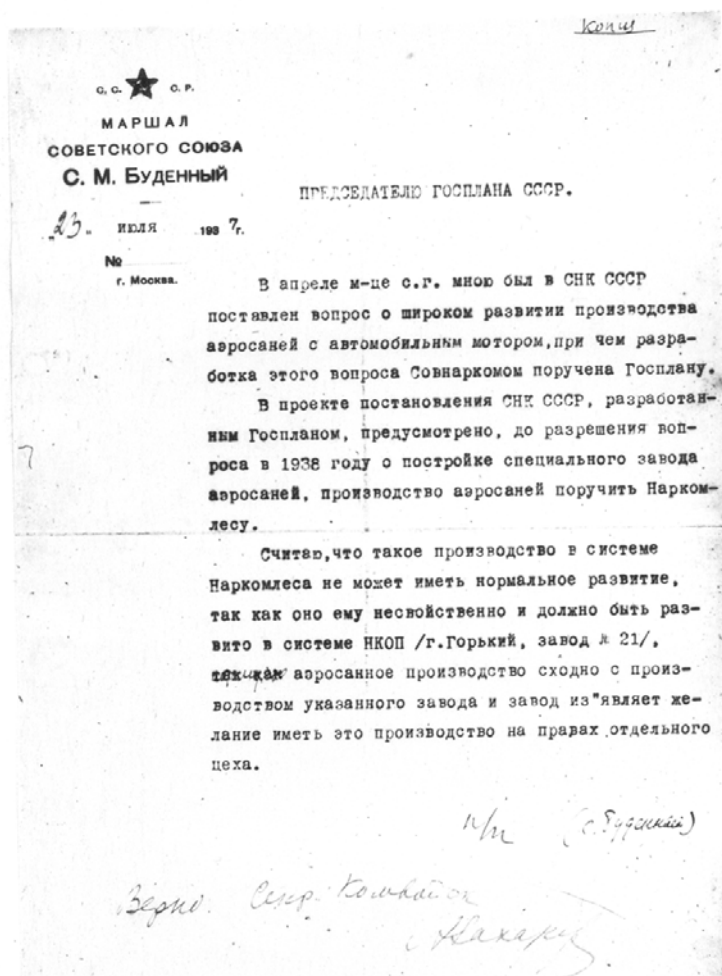 Копия
С. С. С. Р.
МАРШАЛ
СОВЕТСКОГО СОЮЗА
С. М. БУДЕННЫЙ
„23„ июля 1937г.
№
г. Москва.
ПРЕДСЕДАТЕЛЮ ГОСПЛАНА СССР.
В апреле м-це с.г. мною был в СНК СССР
поставлен вопрос о широком развитии производства
аэросаней с автомобильным мотором,при чем разра-
ботка этого вопроса Совнаркомом поручена Госплану.
В проекте постановления СНК СССР, разработан-
ным Госпланом, предусмотрено, до разрешения воп-
роса в 1938 году о постройке специального завода
аэросаней, производство аэросаней поручить Нарком-
лесу.
Считаю,что такое производство в системе
Наркомлеса не может иметь нормальное развитие,
так как оно ему несвойственно и должно быть раз-
вито в системе НКОП /г.Горький, завод № 21/,
аэросанное производство сходно с произ-
водством указанного завода и завод из"являет же-
лание иметь это производство на правах отдельного
цеха.
п/п (С. Буденный)
Верно. Секр.